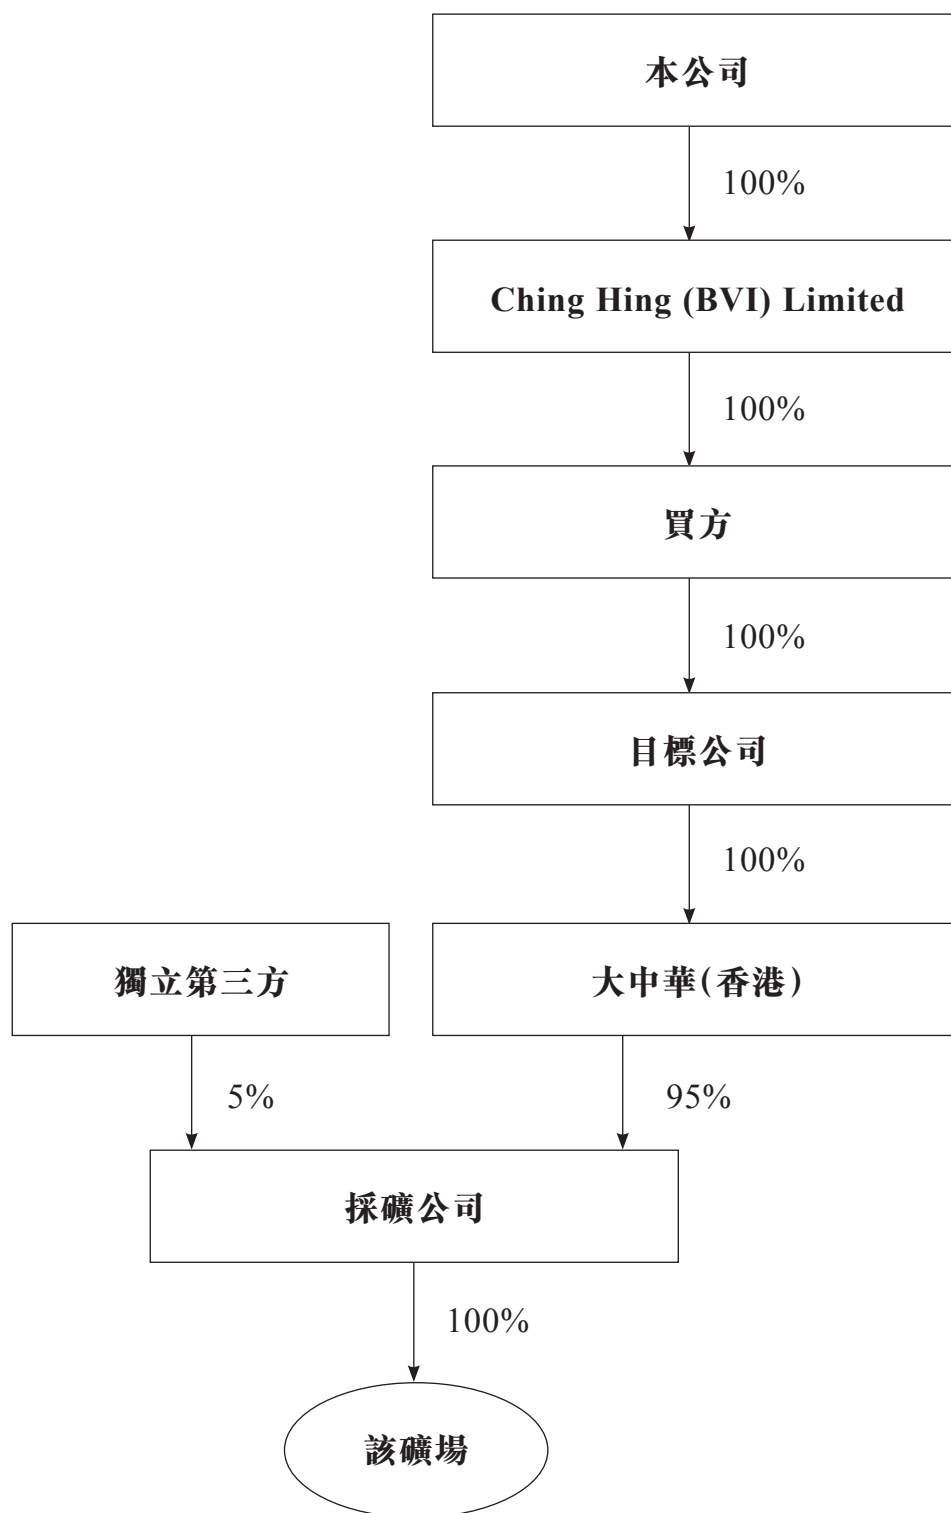 本公司
100%
Ching Hing (BVI) Limited
100%
買方
100%
目標公司
100%
獨立第三方
大中華(香港)
5%
95%
採礦公司
100%
該礦場